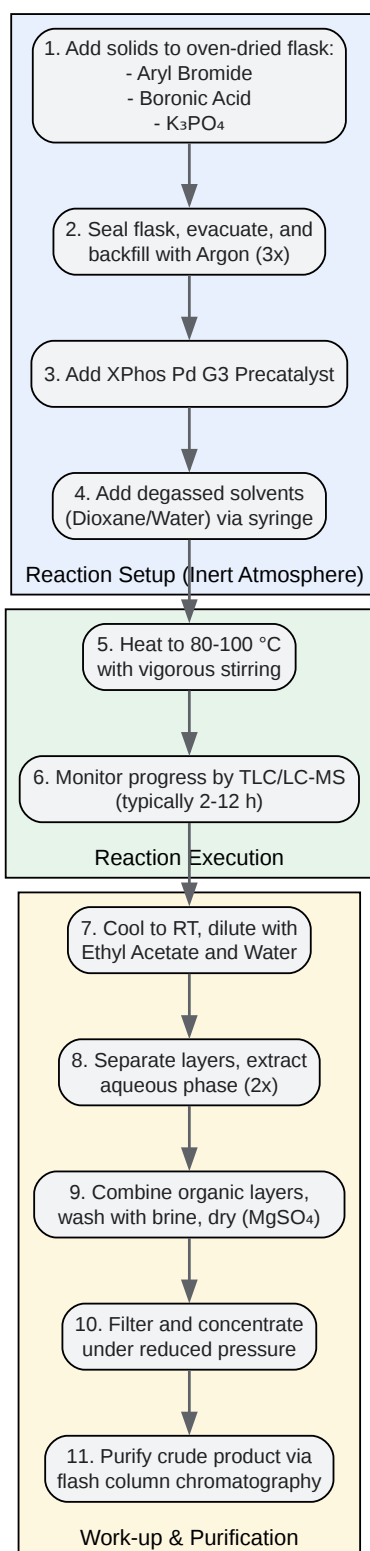 1. Add solids to oven-dried flask:
- Aryl Bromide
- Boronic Acid
- K₃PO₄
2. Seal flask, evacuate, and
backfill with Argon (3x)
3. Add XPhos Pd G3 Precatalyst
4. Add degassed solvents
(Dioxane/Water) via syringe
Reaction Setup (Inert Atmosphere)
5. Heat to 80-100 °C
with vigorous stirring
6. Monitor progress by TLC/LC-MS
(typically 2-12 h)
Reaction Execution
7. Cool to RT, dilute with
Ethyl Acetate and Water
8. Separate layers, extract
aqueous phase (2x)
9. Combine organic layers,
wash with brine, dry (MgSO₄)
10. Filter and concentrate
under reduced pressure
11. Purify crude product via
flash column chromatography
Work-up & Purification